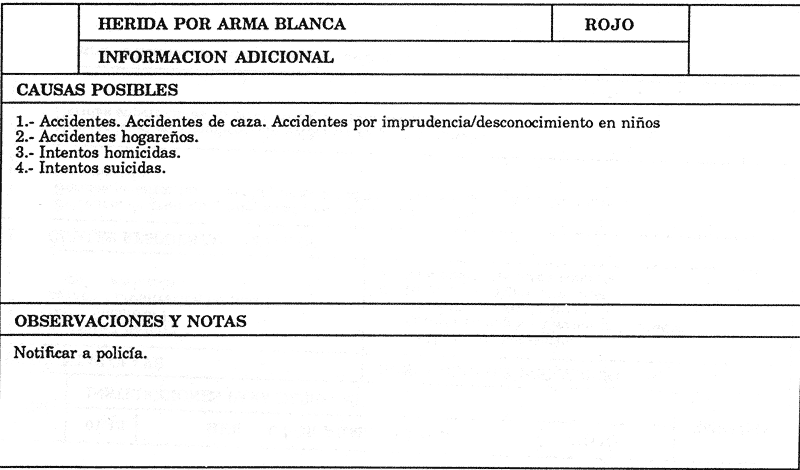 HERIDA POR ARMA BLANCA ROJO
INFORMACION ADICIONAL
CAUSAS POSIBLES
1.- Accidentes. Accidentes de caza. Accidentes por imprudencia/desconocimiento en niños
2.- Accidentes hogareños.
3.- Intentos homicidas.
4.- Intentos suicidas.
OBSERVACIONES Y NOTAS
Notificar a policía.